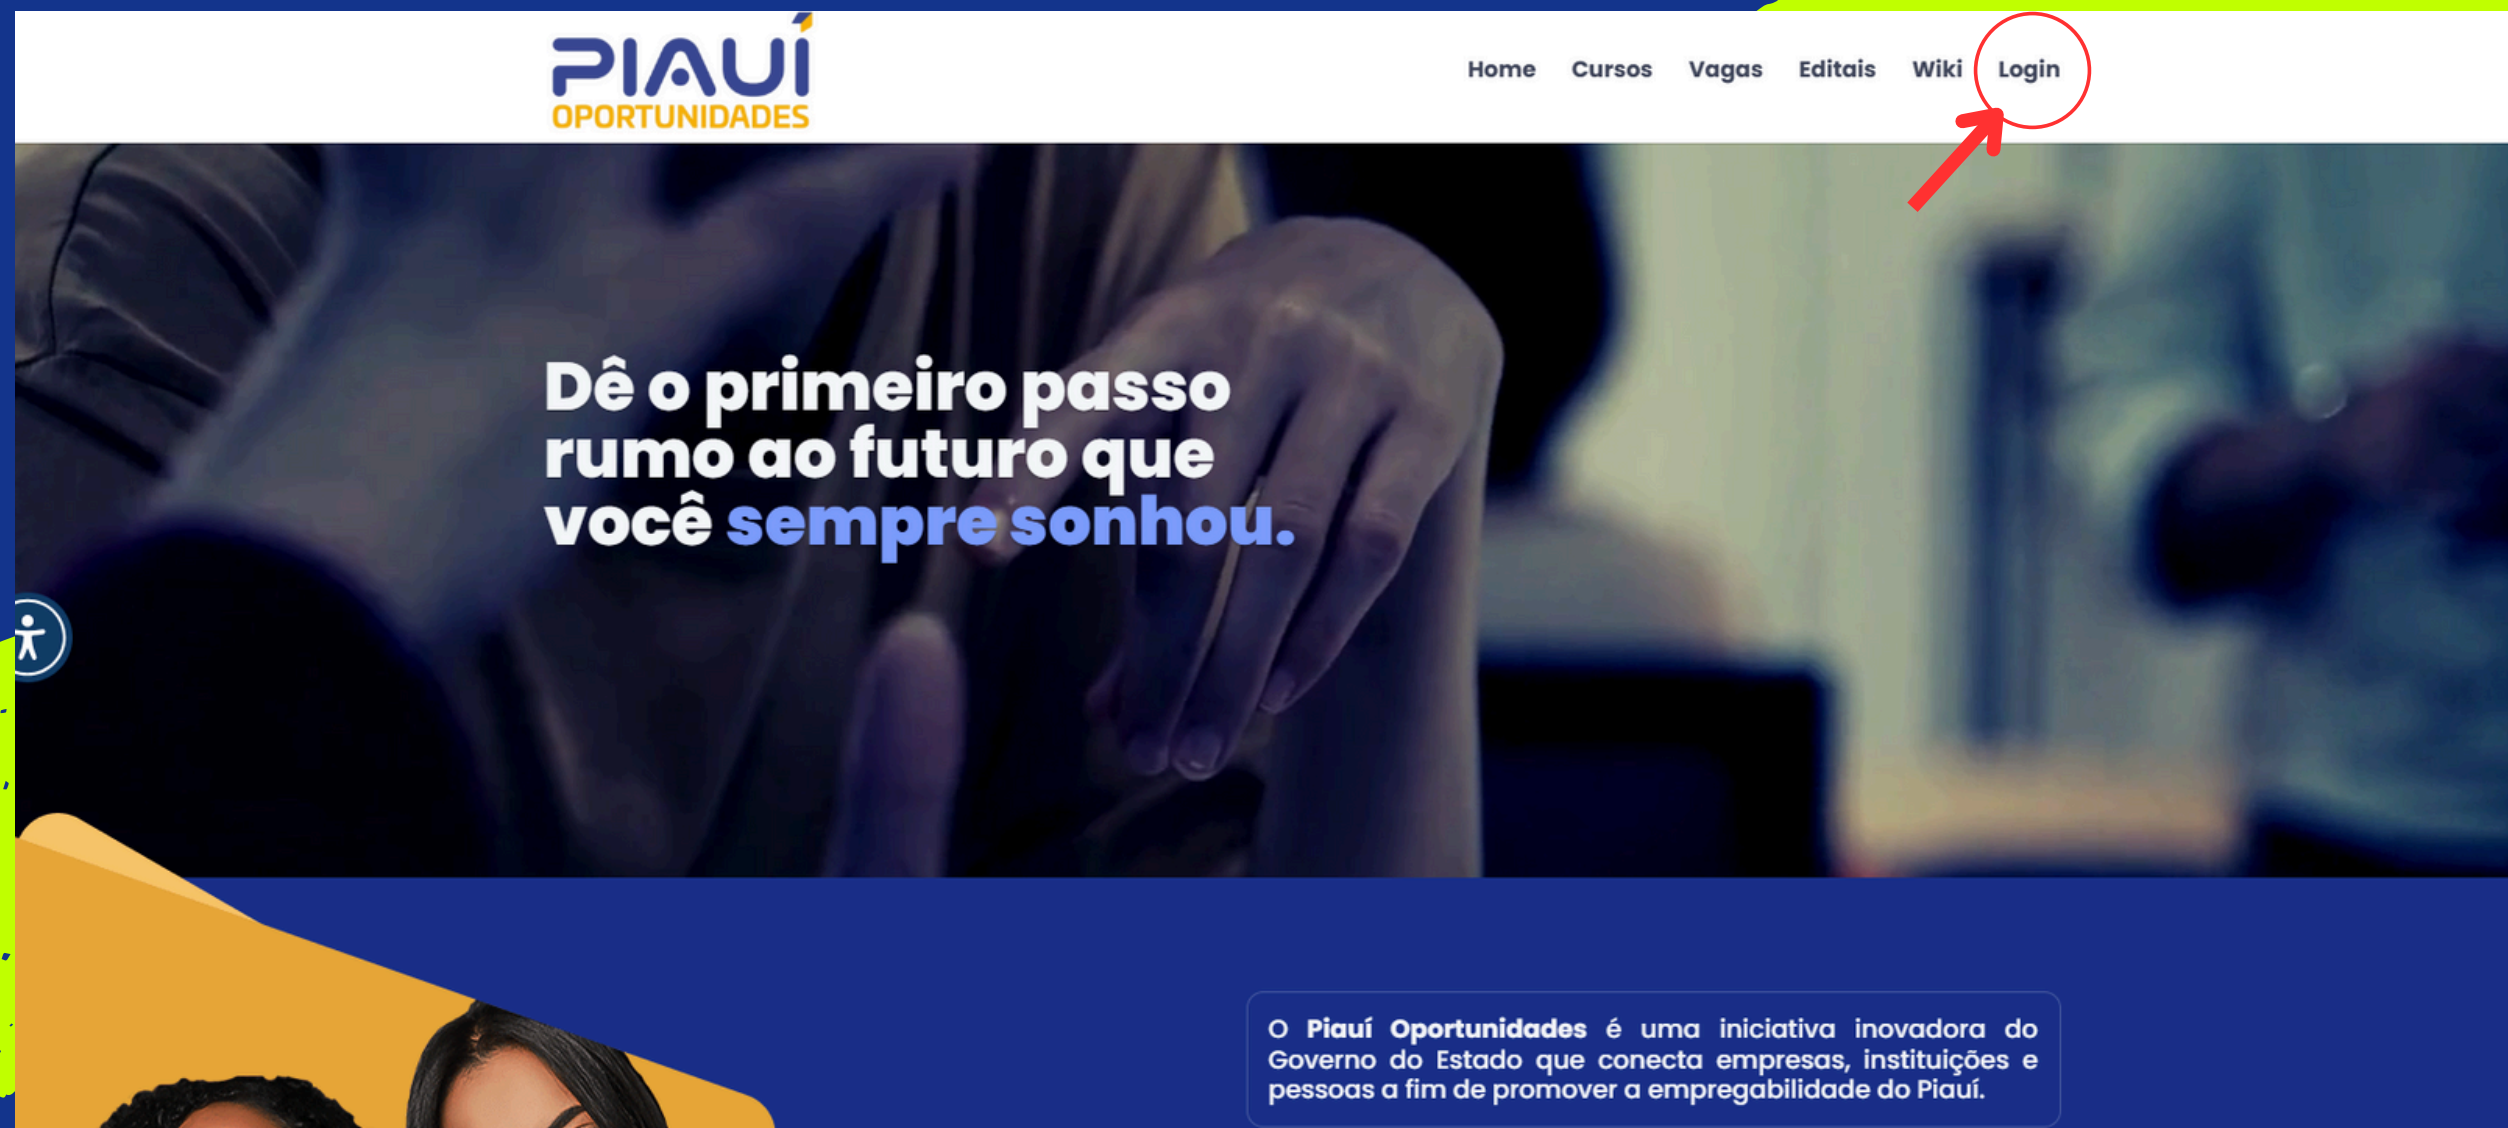 PIAUÍ
OPORTUNIDADES
Home Cursos Vagas Editais Wiki Login
Dê o primeiro passo
rumo ao futuro que
você sempre sonhou.
O Piauí Oportunidades é uma iniciativa inovadora do
Governo do Estado que conecta empresas, instituições e
pessoas a fim de promover a empregabilidade do Piauí.